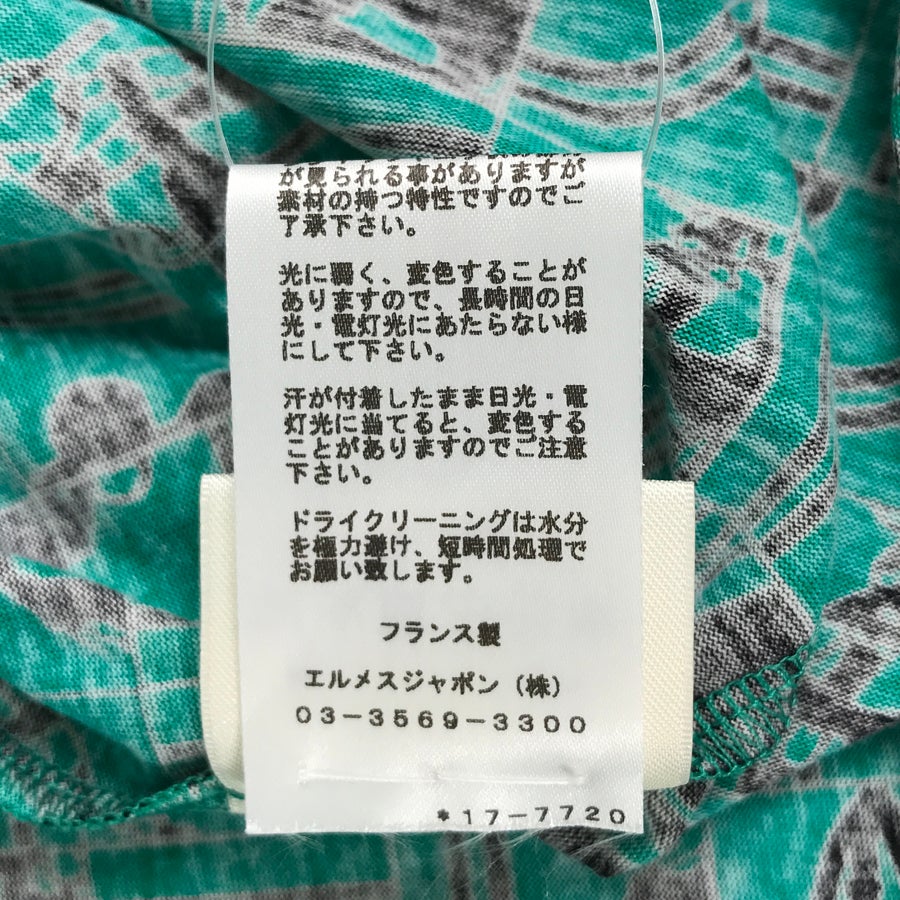 が見られる事がありますが
素材の持つ特性ですのでご
了承下さい。
光に弱く、変色することが
ありますので、長時間の日
光・電灯光にあたらない様
にして下さい。
汗が付着したまま日光・電
灯光に当てると、変色する
ことがありますのでご注意
下さい。
ドライクリーニングは水分
を極力避け、短時間処理で
お願い致します。
フランス製
エルメスジャポン（株）
03-3569-3300
*17-7720